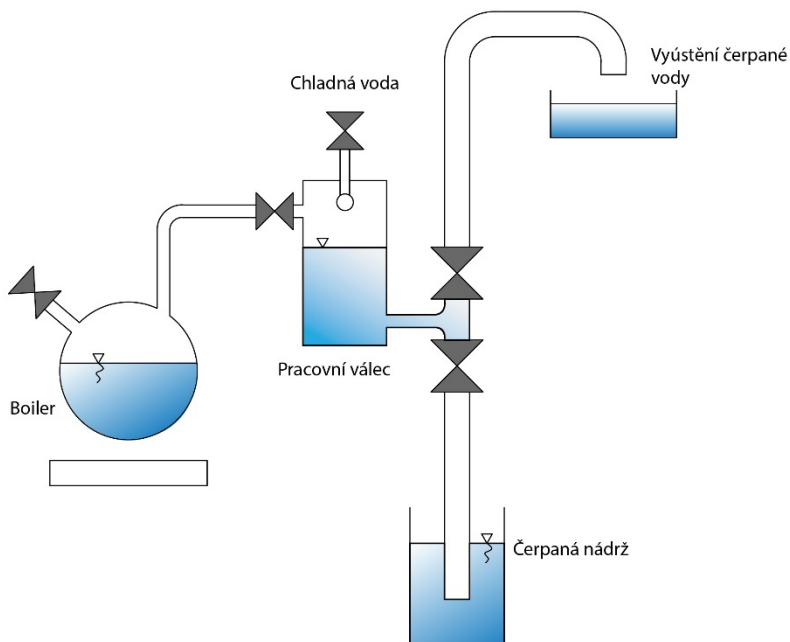 Vyústění čerpané
vody
Chladná voda
Pracovní válec
Boiler
Čerpaná nádrž